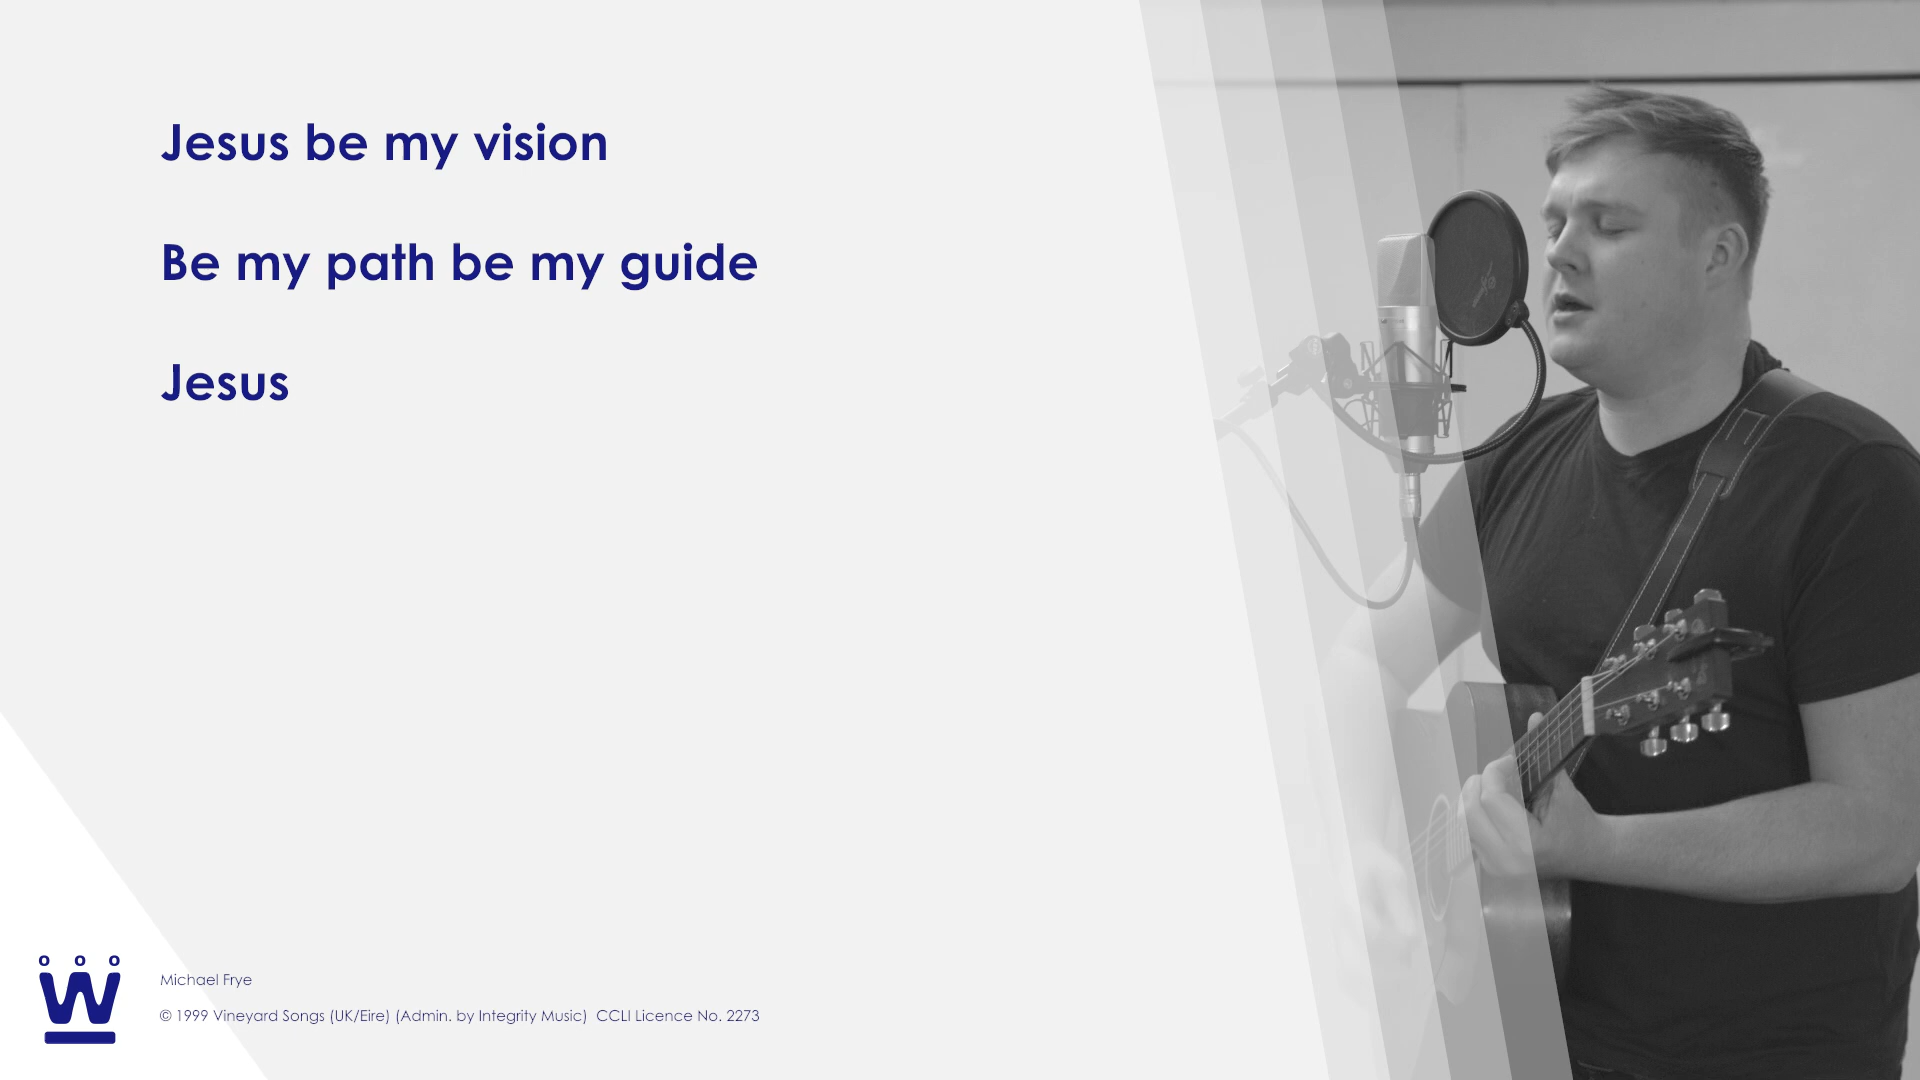 Jesus be my vision
Be my path be my guide
Jesus
Michael Frye
© 1999 Vineyard Songs (UK/Eire) (Admin. by Integrity Music)  CCLI Licence No. 2273